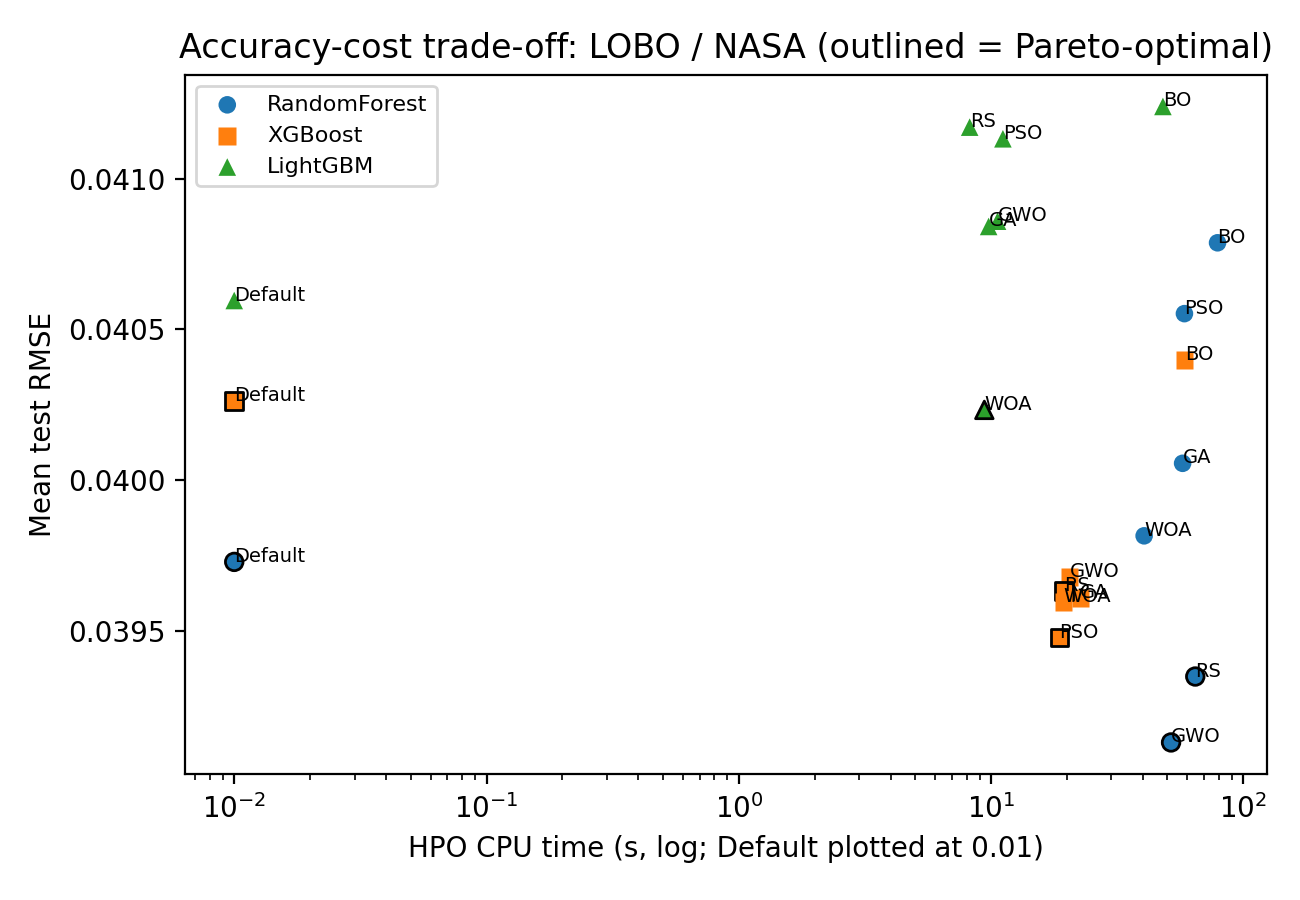 Accuracy-cost trade-off: LOBO / NASA (outlined = Pareto-optimal)
RandomForest
XGBoost
LightGBM
BO
RS
PSO
GWO
GA
BO
Default
PSO
BO
Default
WOA
GA
WOA
Default
GWO
RS
GA
WOA
PSO
RS
GWO
0.0410
0.0405
0.0400
0.0395
Mean test RMSE
10⁻² 10⁻¹ 10⁰ 10¹ 10²
HPO CPU time (s, log; Default plotted at 0.01)